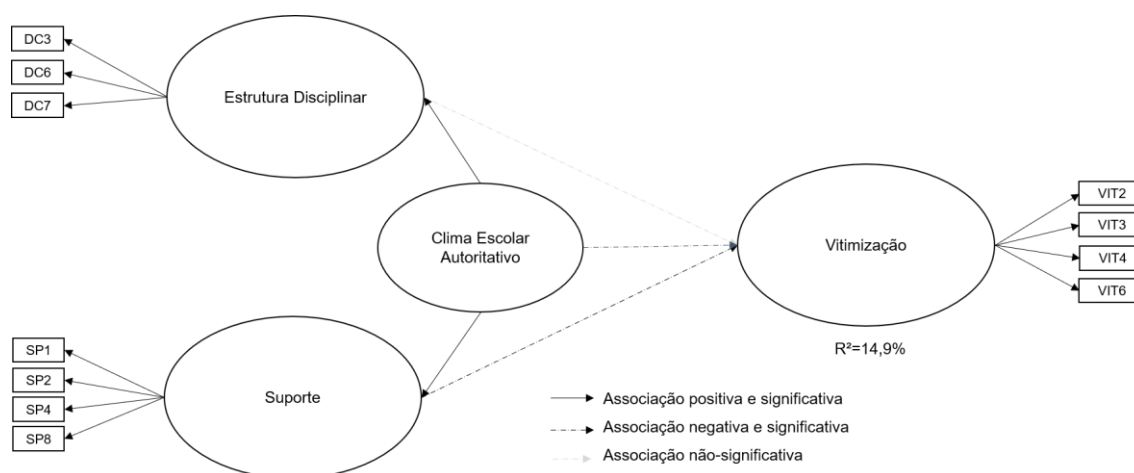 DC3
DC6
DC7
Estrutura Disciplinar
Clima Escolar
Autoritativo
Vitimização
VIT2
VIT3
VIT4
VIT6
R²=14,9%
SP1
SP2
SP4
SP8
Suporte
Associação positiva e significativa
Associação negativa e significativa
Associação não-significativa